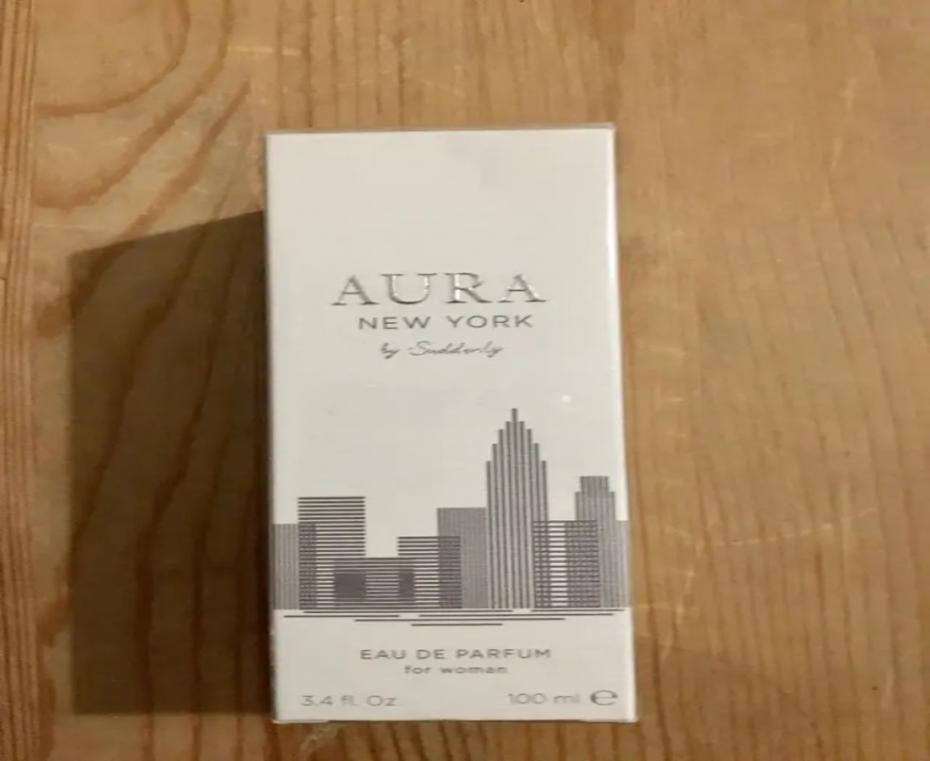 AURA
NEW YORK
by Suddenly
EAU DE PARFUM
for woman
3.4 fl. Oz 100 ml ℮